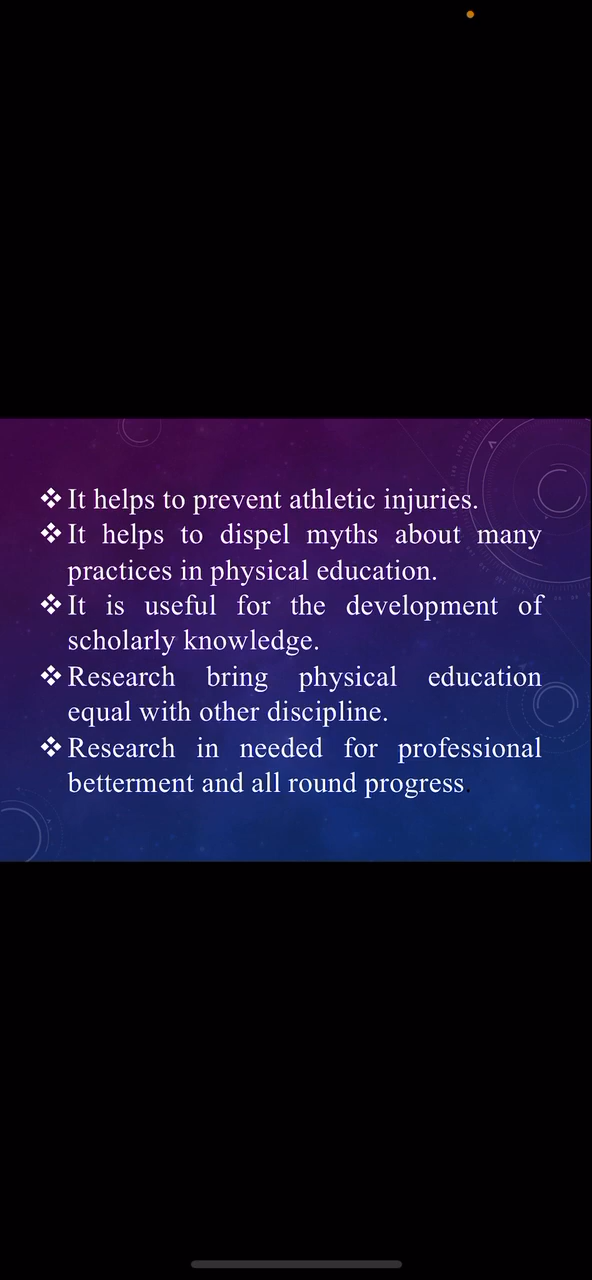 ❖ It helps to prevent athletic injuries.
❖ It helps to dispel myths about many
practices in physical education.
❖ It is useful for the development of
scholarly knowledge.
❖ Research bring physical education
equal with other discipline.
❖ Research in needed for professional
betterment and all round progress.